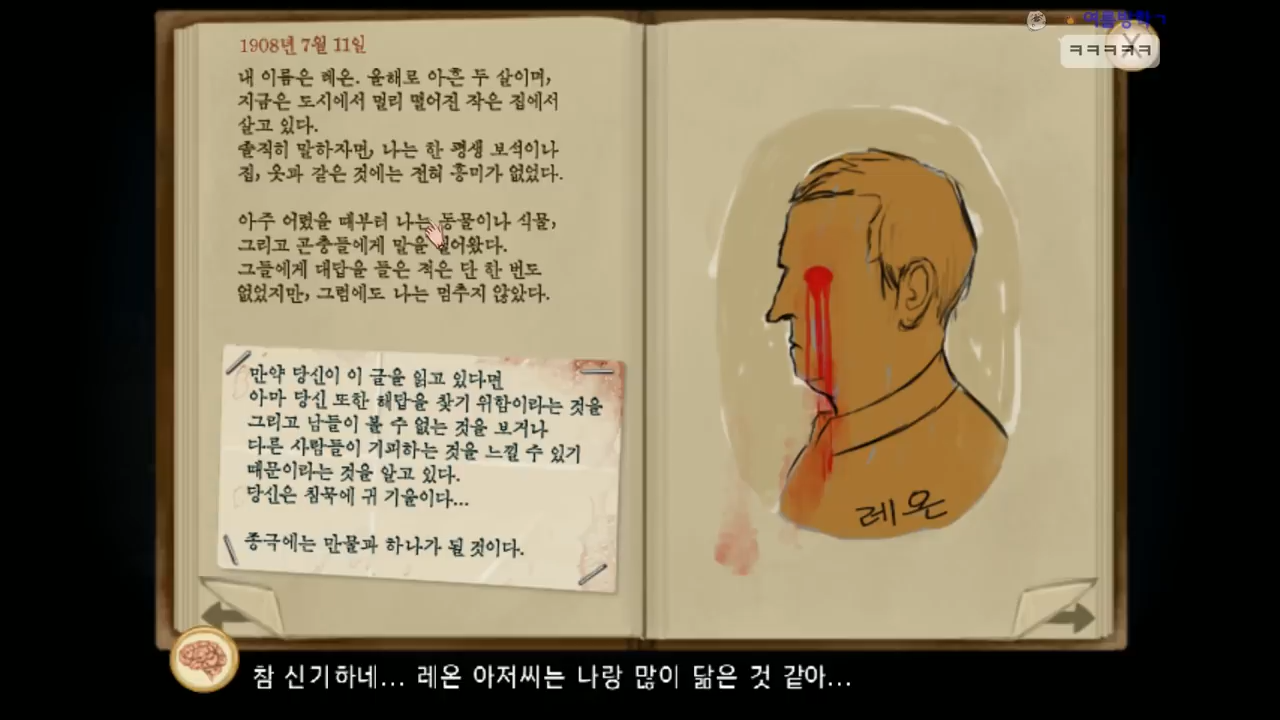 1908년 7월 11일
내 이름은 레온. 올해로 아흔 두 살이며,
지금은 도시에서 멀리 떨어진 작은 집에서
살고 있다.
솔직히 말하자면, 나는 한 평생 보석이나
집, 옷과 같은 것에는 전혀 흥미가 없었다.
아주 어렸을 때부터 나는 동물이나 식물,
그리고 곤충들에게 말을 걸어왔다.
그들에게 대답을 들은 적은 단 한 번도
없었지만, 그럼에도 나는 멈추지 않았다.
만약 당신이 이 글을 읽고 있다면
아마 당신 또한 해답을 찾기 위함이라는 것을
그리고 남들이 볼 수 없는 것을 보거나
다른 사람들이 기피하는 것을 느낄 수 있기
때문이라는 것을 알고 있다.
당신은 침묵에 귀 기울이다...
종극에는 만물과 하나가 될 것이다.
레온
여름방학ㄱ
ㅋㅋㅋㅋㅋ
X
참 신기하네... 레온 아저씨는 나랑 많이 닮은 것 같아...